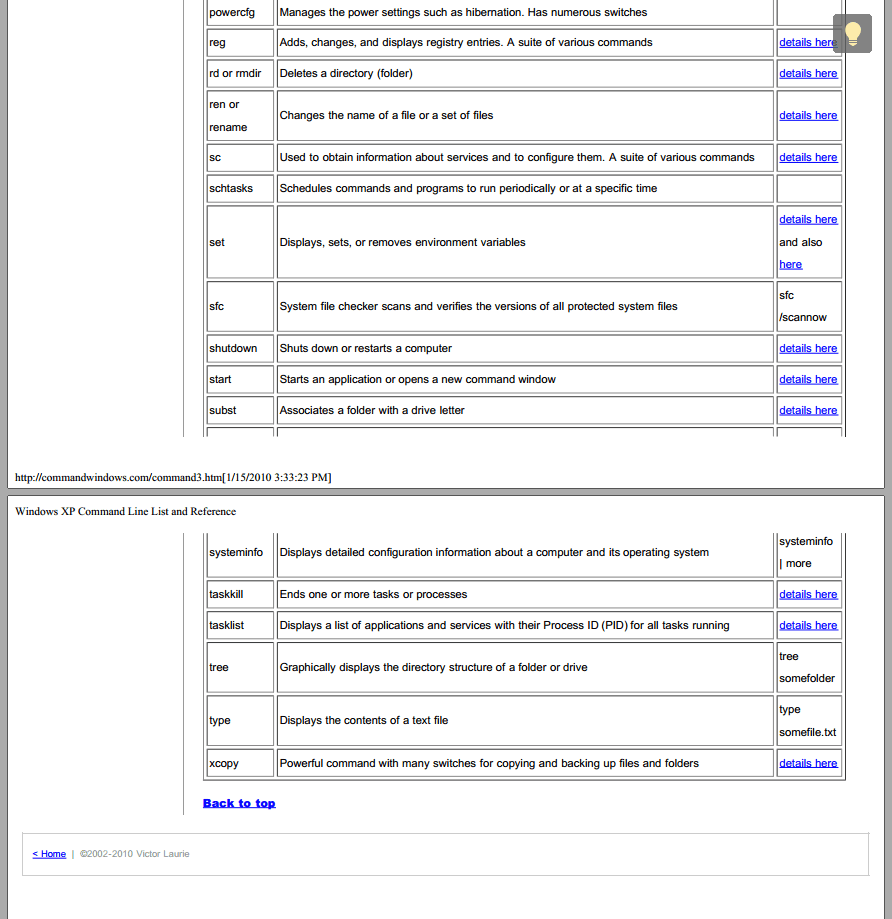 powercfg Manages the power settings such as hibernation. Has numerous switches
reg Adds, changes, and displays registry entries. A suite of various commands details here
rd or rmdir Deletes a directory (folder) details here
ren or
rename Changes the name of a file or a set of files details here
sc Used to obtain information about services and to configure them. A suite of various commands details here
schtasks Schedules commands and programs to run periodically or at a specific time
set Displays, sets, or removes environment variables details here
and also
here
sfc System file checker scans and verifies the versions of all protected system files sfc
/scannow
shutdown Shuts down or restarts a computer details here
start Starts an application or opens a new command window details here
subst Associates a folder with a drive letter details here
http://commandwindows.com/command3.htm[1/15/2010 3:33:23 PM]
Windows XP Command Line List and Reference
systeminfo Displays detailed configuration information about a computer and its operating system systeminfo
| more
taskkill Ends one or more tasks or processes details here
tasklist Displays a list of applications and services with their Process ID (PID) for all tasks running details here
tree Graphically displays the directory structure of a folder or drive tree
somefolder
type Displays the contents of a text file type
somefile.txt
xcopy Powerful command with many switches for copying and backing up files and folders details here
Back to top
< Home | ©2002-2010 Victor Laurie